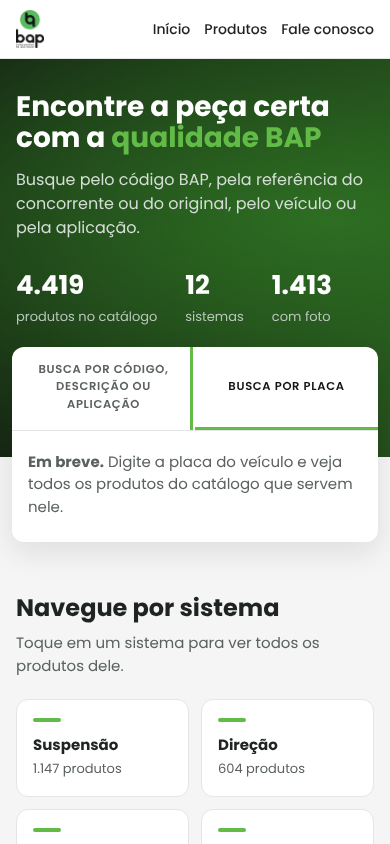 bap
Início Produtos Fale conosco
Encontre a peça certa
com a qualidade BAP
Busque pelo código BAP, pela referência do
concorrente ou do original, pelo veículo ou
pela aplicação.
4.419 12 1.413
produtos no catálogo sistemas com foto
BUSCA POR CÓDIGO,
DESCRIÇÃO OU
APLICAÇÃO
BUSCA POR PLACA
Em breve. Digite a placa do veículo e veja
todos os produtos do catálogo que servem
nele.
Navegue por sistema
Toque em um sistema para ver todos os
produtos dele.
Suspensão
1.147 produtos
Direção
604 produtos